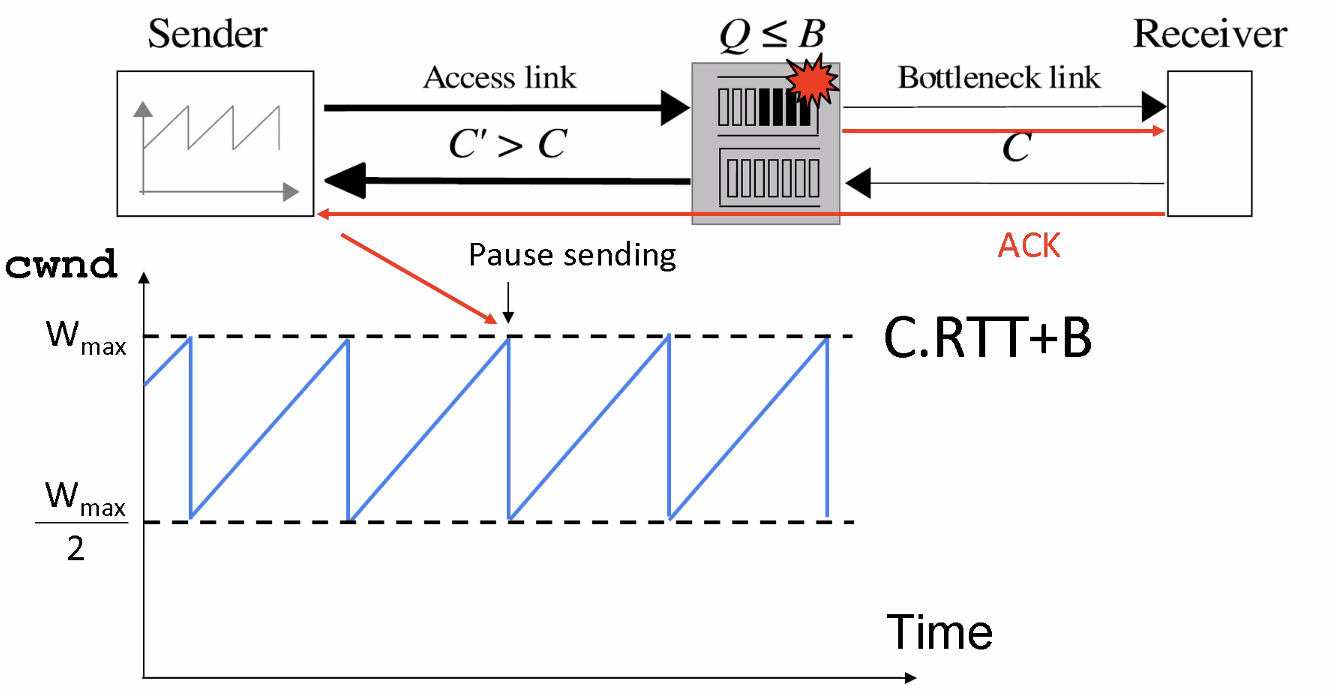 Sender
Q ≤ B
Receiver
Access link
Bottleneck link
C' > C
C
ACK
Pause sending
cwnd
Wmax
C.RTT+B
Wmax
2
Time